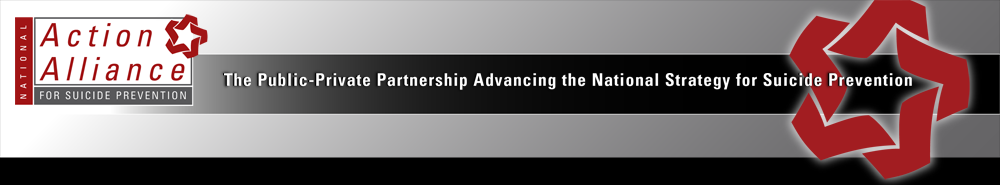 NATIONAL
Action
Alliance
FOR SUICIDE PREVENTION
The Public-Private Partnership Advancing the National Strategy for Suicide Prevention